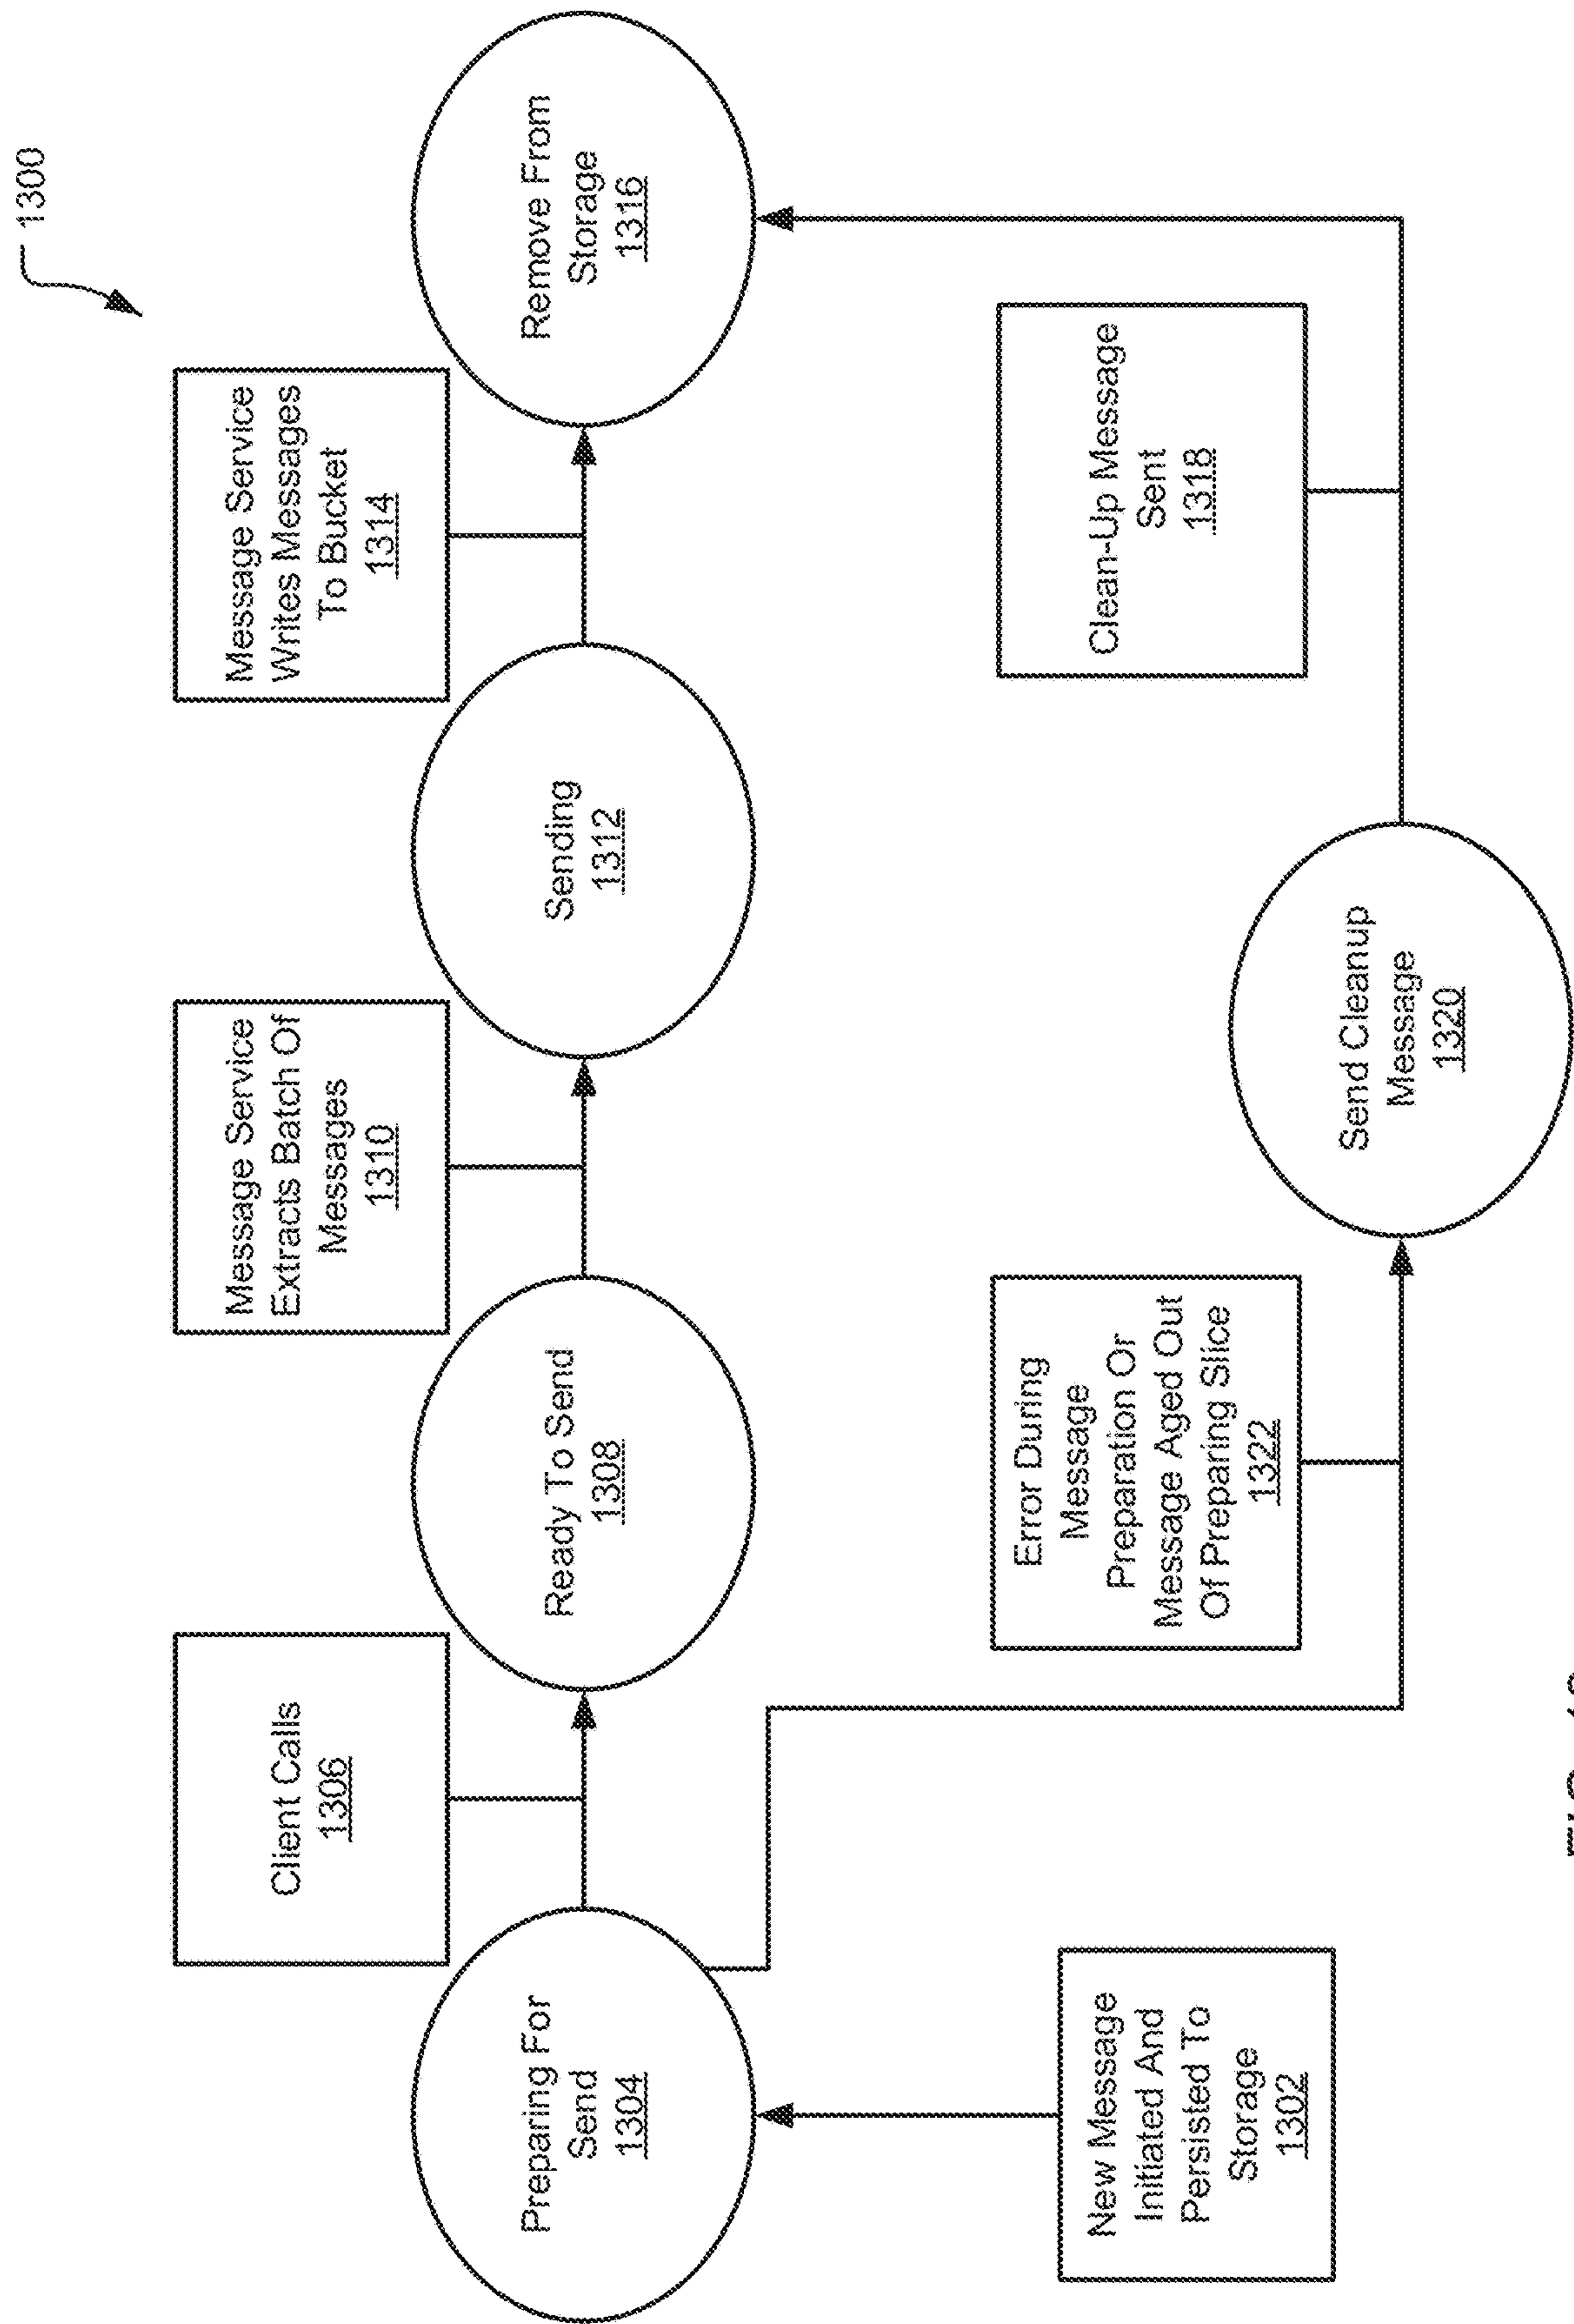 1300
Client Calls
1306
Message Service
Extracts Batch Of
Messages
1310
Message Service
Writes Messages
To Bucket
1314
Preparing For
Send
1304
Ready To Send
1308
Sending
1312
Remove From
Storage
1316
New Message
Initiated And
Persisted To
Storage
1302
Error During
Message
Preparation Or
Message Aged Out
Of Preparing Slice
1322
Clean-Up Message
Sent
1318
Send Cleanup
Message
1320